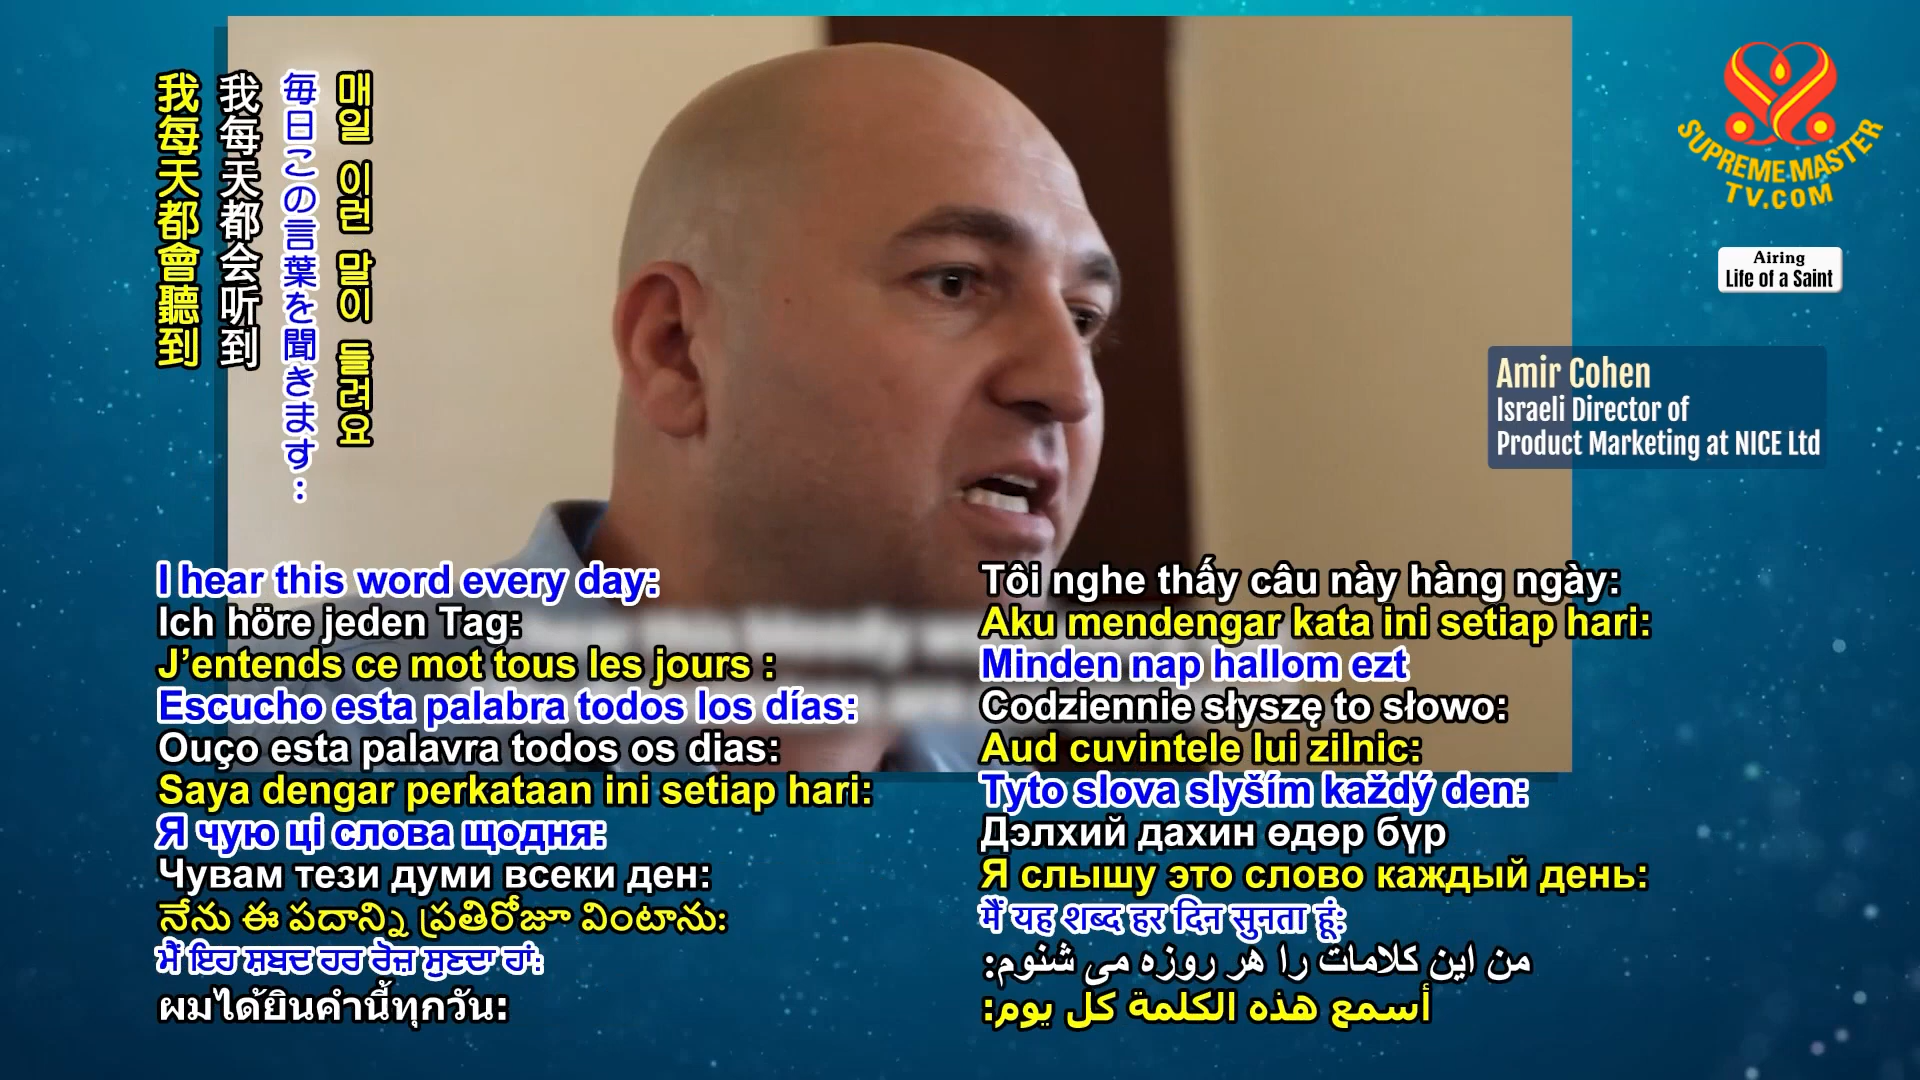 我每天都會聽到
我每天都会听到
毎日この言葉を聞きます：
매일 이런 말이 들려요
SUPREME MASTER
TV.COM
Airing
Life of a Saint
Amir Cohen
Israeli Director of
Product Marketing at NICE Ltd
I hear this word every day:
Ich höre jeden Tag:
J’entends ce mot tous les jours :
Escucho esta palabra todos los días:
Ouço esta palavra todos os dias:
Saya dengar perkataan ini setiap hari:
Я чую ці слова щодня:
Чувам тези думи всеки ден:
నేను ఈ పదాన్ని ప్రతిరోజూ వింటాను:
ਮੈਂ ਇਹ ਸ਼ਬਦ ਹਰ ਰੋਜ਼ ਸੁਣਦਾ ਹਾਂ:
ผมได้ยินคำนี้ทุกวัน:
Tôi nghe thấy câu này hàng ngày:
Aku mendengar kata ini setiap hari:
Minden nap hallom ezt
Codziennie słyszę to słowo:
Aud cuvintele lui zilnic:
Tyto slova slyším každý den:
Дэлхий дахин өдөр бүр
Я слышу это слово каждый день:
मैं यह शब्द हर दिन सुनता हूं:
من این کلامات را هر روزه می شنوم:
أسمع هذه الكلمة كل يوم: